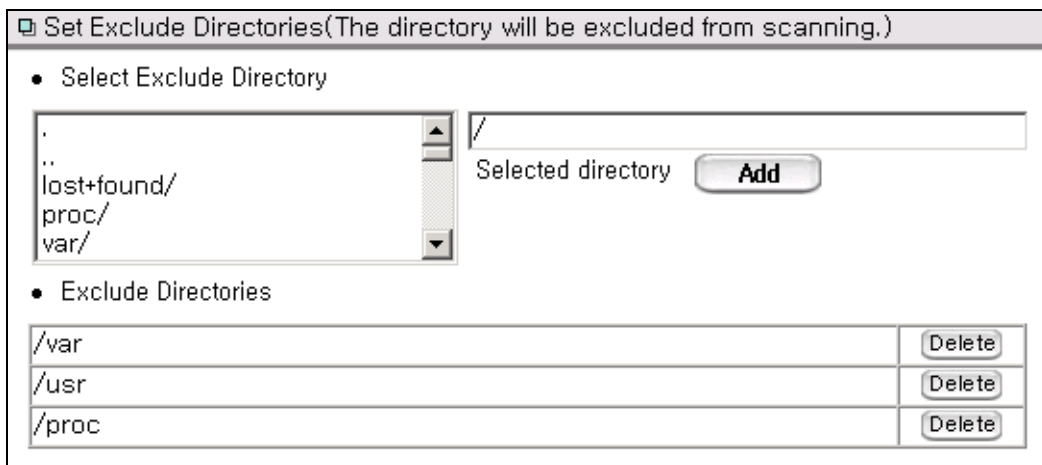 Set Exclude Directories(The directory will be excluded from scanning.)
Select Exclude Directory
.
..
lost+found/
proc/
var/
/
Selected directory Add
Exclude Directories
/var Delete
/usr Delete
/proc Delete